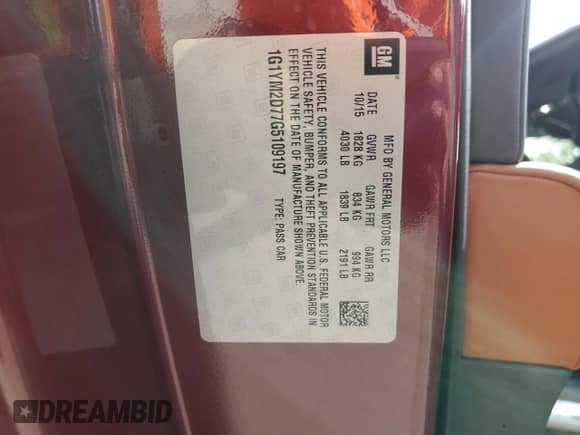 GM
MFD BY GENERAL MOTORS LLC
DATE GVWR GAWR FRT GAWR RR
10/15 1828 KG 834 KG 994 KG
4030 LB 1839 LB 2191 LB
THIS VEHICLE CONFORMS TO ALL APPLICABLE U.S. FEDERAL MOTOR
VEHICLE SAFETY, BUMPER, AND THEFT PREVENTION STANDARDS IN
EFFECT ON THE DATE OF MANUFACTURE SHOWN ABOVE.
1G1YM2D77G5109197 TYPE: PASS CAR
DREAMBID